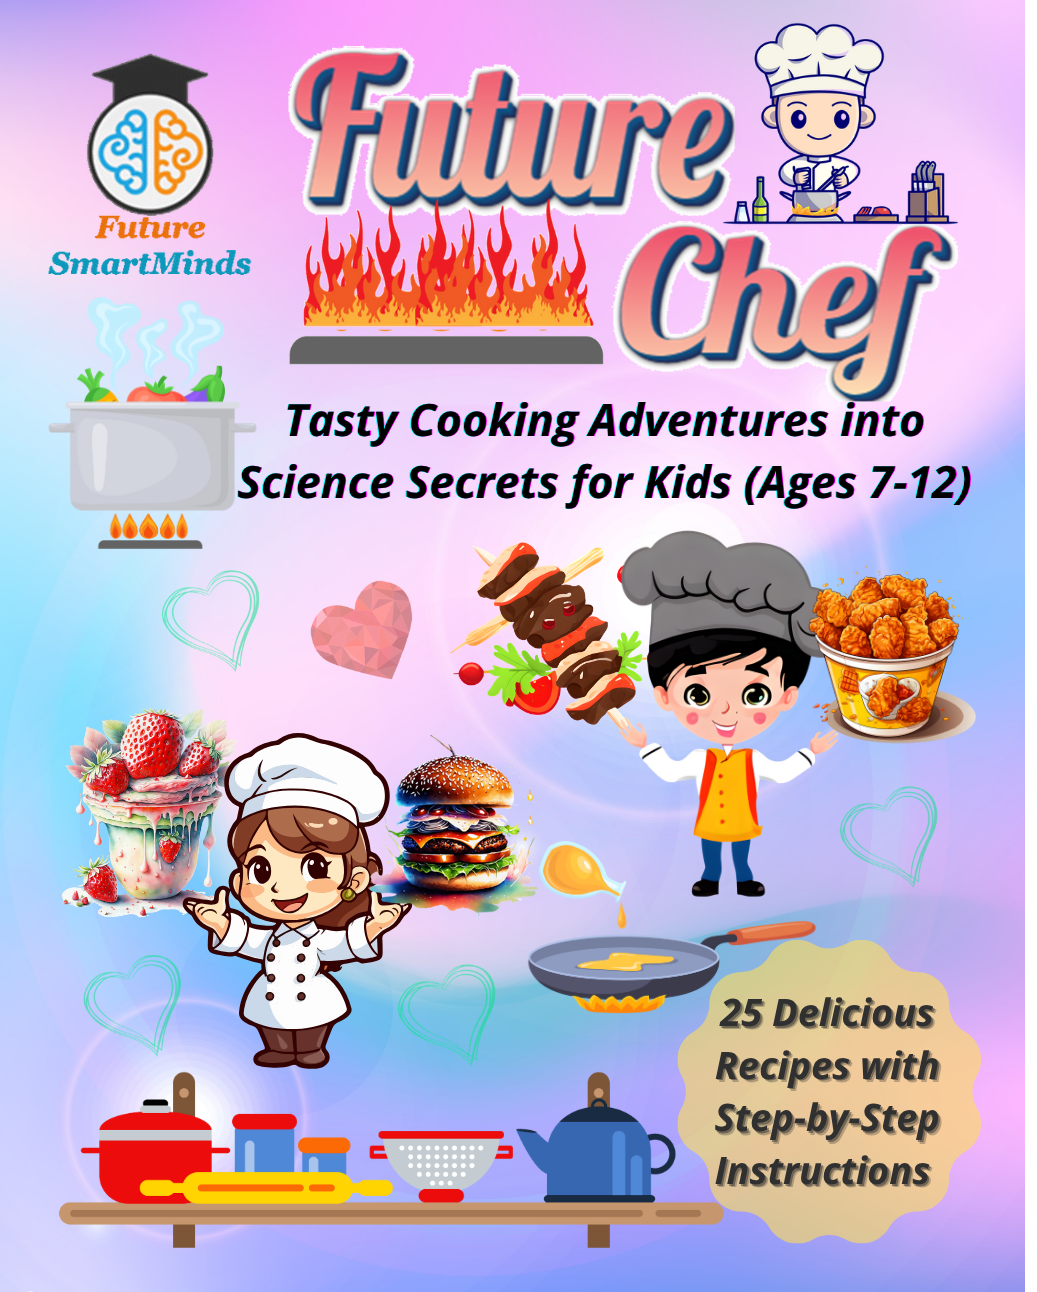 Future
SmartMinds
Future
Chef
Tasty Cooking Adventures into
Science Secrets for Kids (Ages 7-12)
25 Delicious
Recipes with
Step-by-Step
Instructions